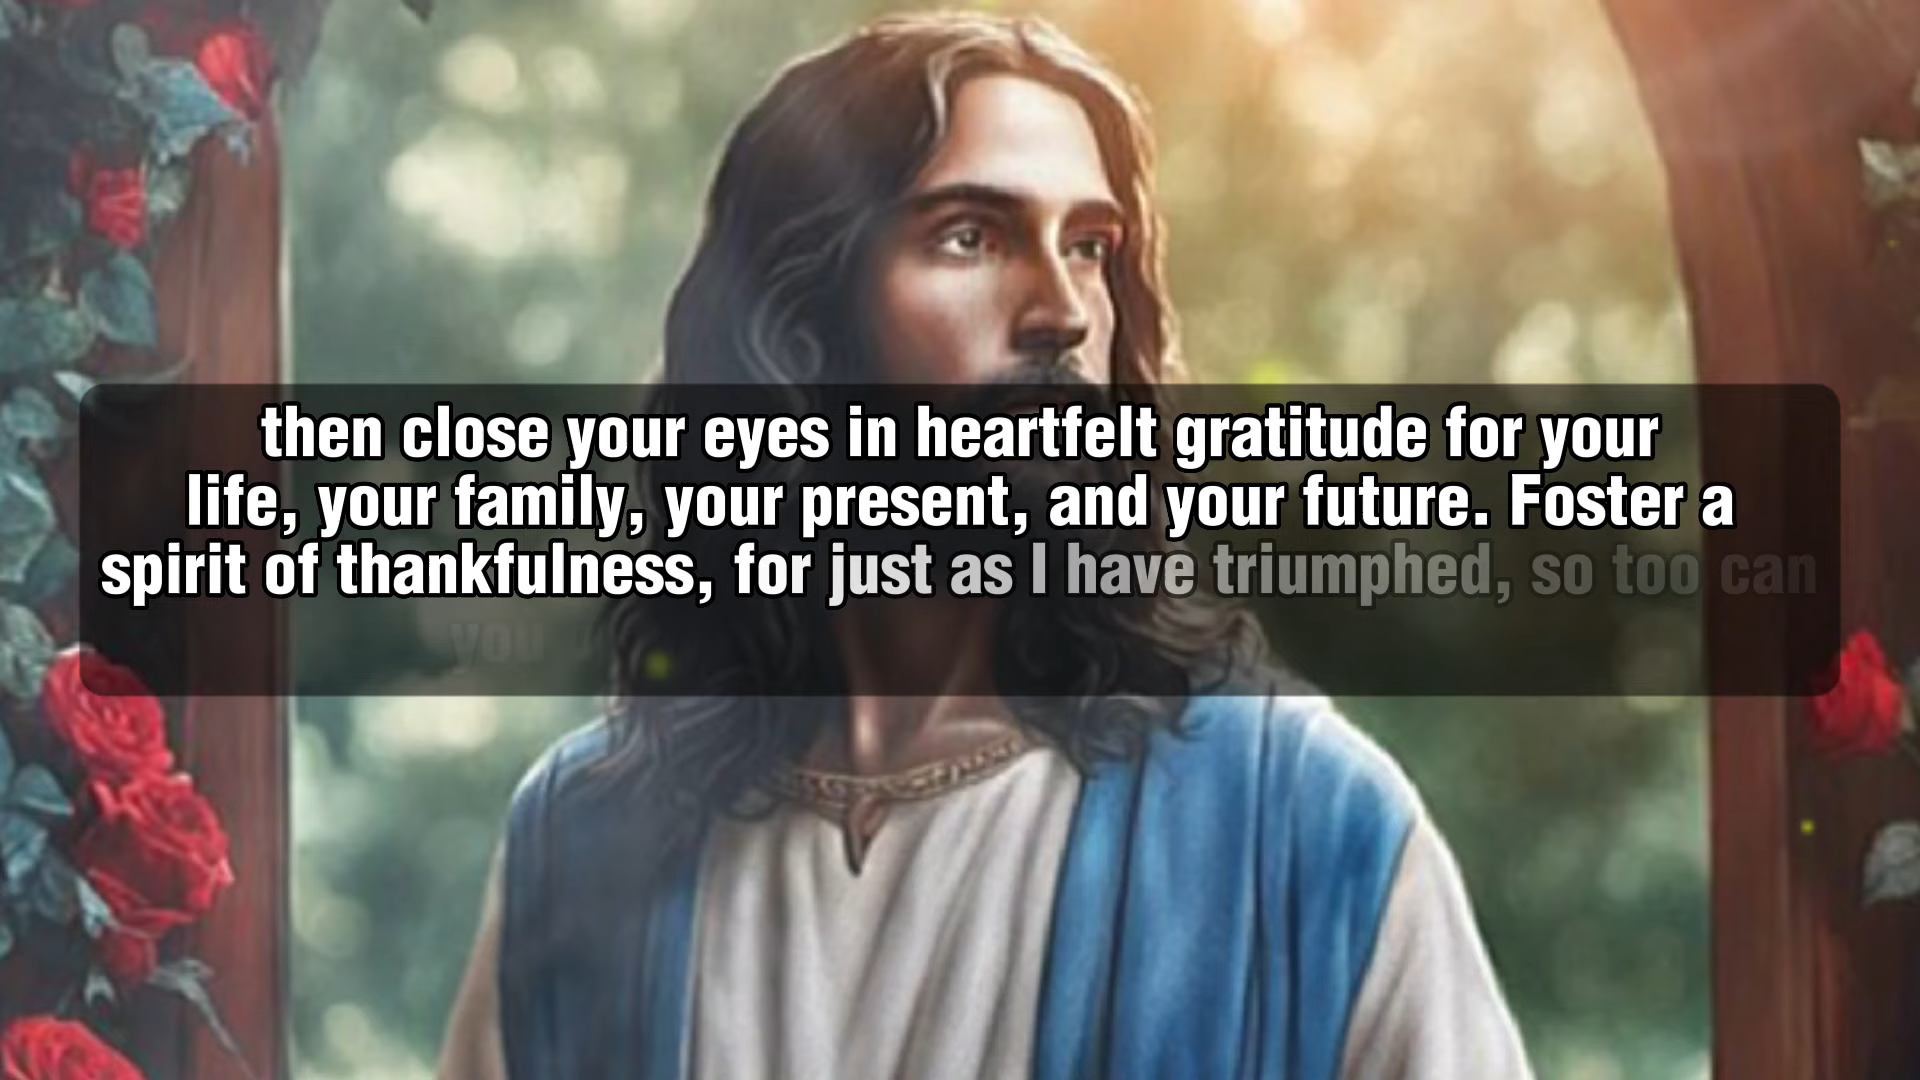 then close your eyes in heartfelt gratitude for your
life, your family, your present, and your future. Foster a
spirit of thankfulness, for just as I have triumphed, so too can
you